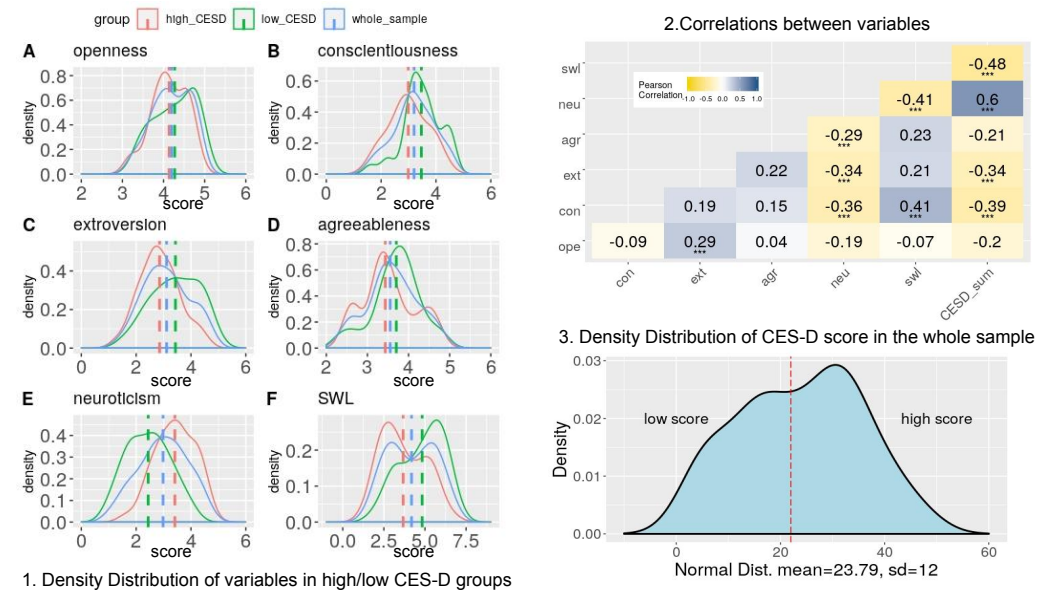 group high_CESD low_CESD whole_sample
A openness
density
0.8
0.6
0.4
0.2
0.0
2 3 4 5 6
score
B conscientiousness
density
0.6
0.4
0.2
0.0
0 2 4 6
score
C extroversion
density
0.4
0.2
0.0
0 2 4 6
score
D agreeableness
density
0.8
0.6
0.4
0.2
0.0
2 3 4 5 6
score
E neuroticism
density
0.4
0.3
0.2
0.1
0.0
0 2 4 6
score
F SWL
density
0.2
0.1
0.0
0.0 2.5 5.0 7.5
score
1. Density Distribution of variables in high/low CES-D groups
2.Correlations between variables
Pearson
Correlation
-1.0 -0.5 0.0 0.5 1.0
swl -0.48
***
neu -0.41 0.6
*** ***
agr -0.29 0.23 -0.21
***
ext 0.22 -0.34 0.21 -0.34
*** ***
con 0.19 0.15 -0.36 0.41 -0.39
*** *** ***
ope -0.09 0.29 0.04 -0.19 -0.07 -0.2
***
con ext agr neu swl CESD_sum
3. Density Distribution of CES-D score in the whole sample
Density
0.03
0.02
0.01
0.00
low score high score
0 20 40 60
Normal Dist. mean=23.79, sd=12